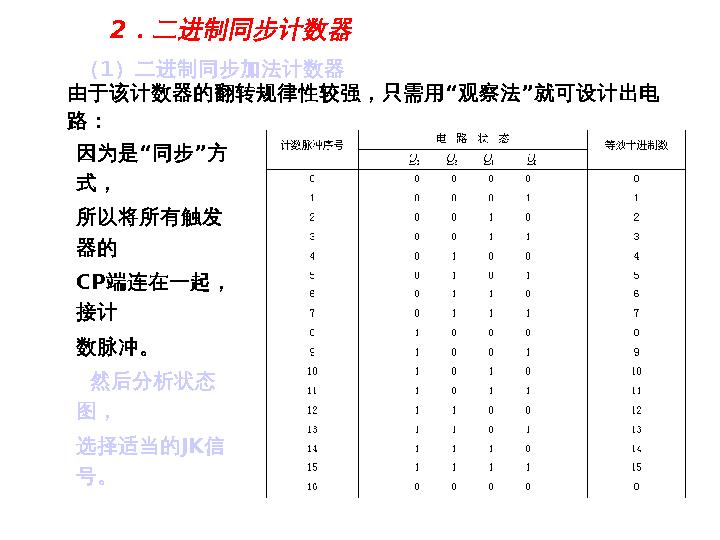 2．二进制同步计数器
（1）二进制同步加法计数器
由于该计数器的翻转规律性较强，只需用“观察法”就可设计出电
路：
因为是“同步”方
式，
所以将所有触发
器的
CP端连在一起，
接计
数脉冲。
然后分析状态
图，
选择适当的JK信
号。
计数脉冲序号 电 路 状 态 等效十进制数
Q3 Q2 Q1 Q0
0 0 0 0 0 0
1 0 0 0 1 1
2 0 0 1 0 2
3 0 0 1 1 3
4 0 1 0 0 4
5 0 1 0 1 5
6 0 1 1 0 6
7 0 1 1 1 7
8 1 0 0 0 8
9 1 0 0 1 9
10 1 0 1 0 10
11 1 0 1 1 11
12 1 1 0 0 12
13 1 1 0 1 13
14 1 1 1 0 14
15 1 1 1 1 15
16 0 0 0 0 0